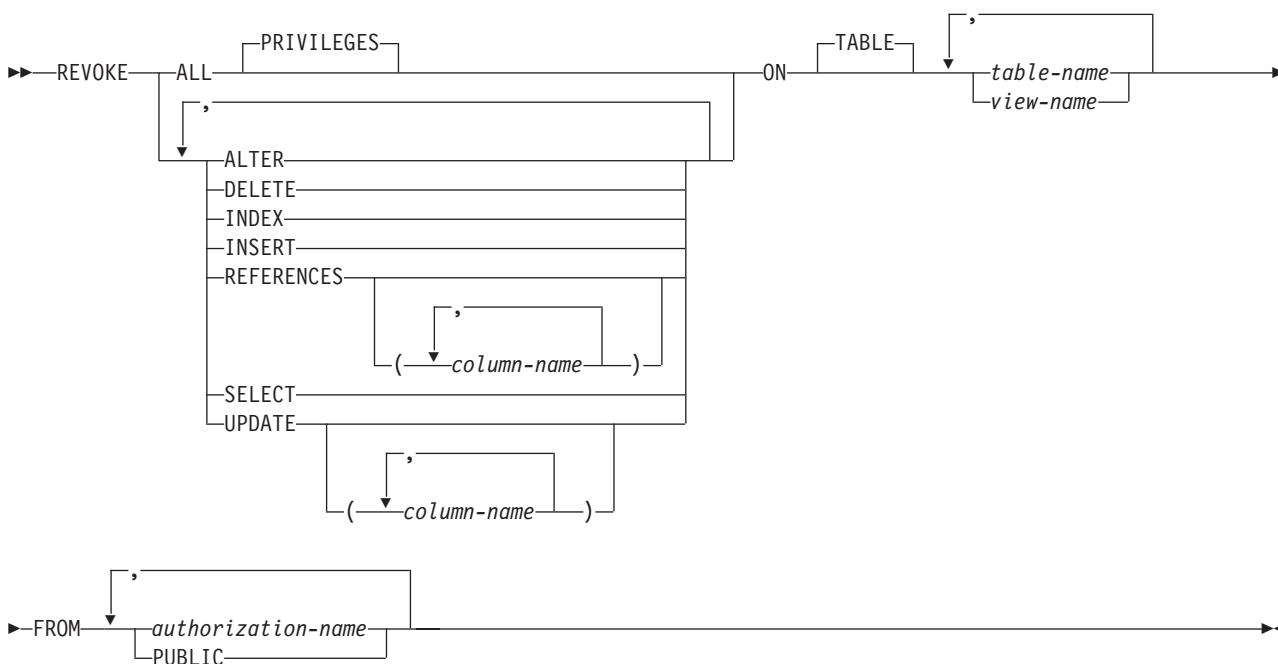 PRIVILEGES
TABLE
,
REVOKE ALL ON table-name
view-name
,
ALTER
DELETE
INDEX
INSERT
REFERENCES
,
( column-name )
SELECT
UPDATE
,
( column-name )
,
FROM authorization-name
PUBLIC